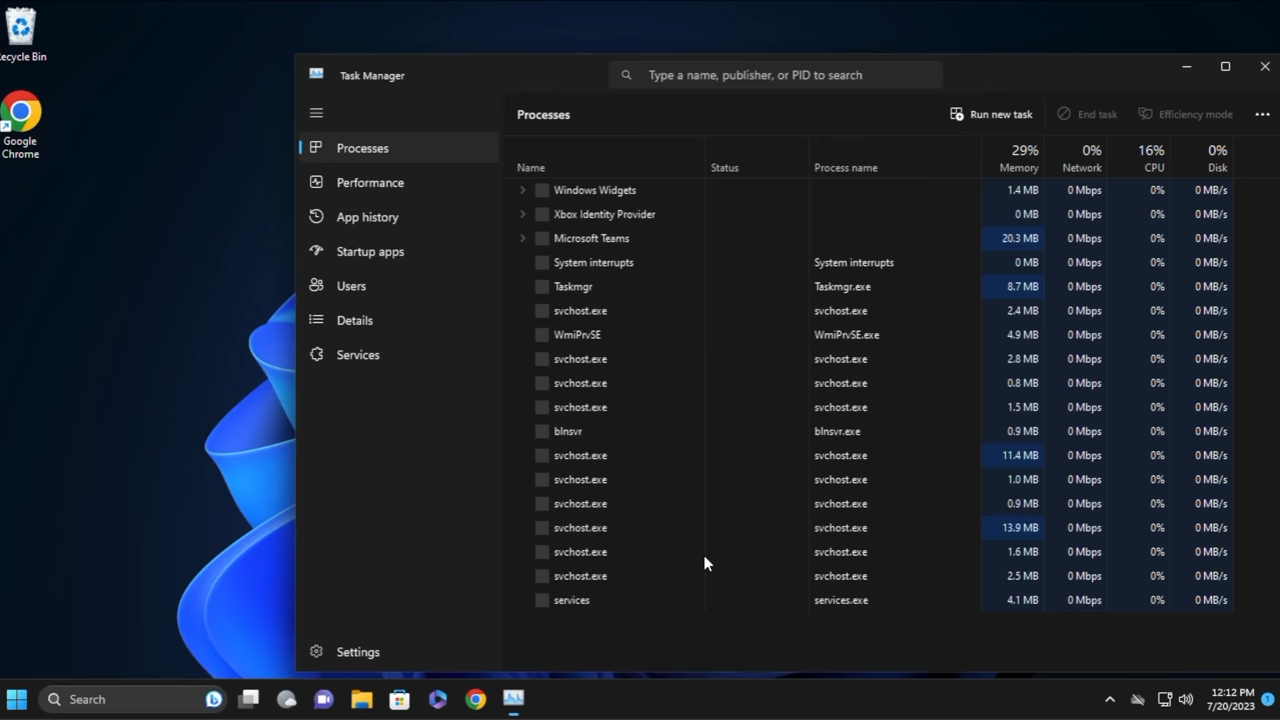 Recycle Bin
Google
Chrome
Task Manager
Type a name, publisher, or PID to search
Processes
Performance
App history
Startup apps
Users
Details
Services
Settings
Processes
Run new task
End task
Efficiency mode
29% 0% 16% 0%
Name Status Process name Memory Network CPU Disk
Windows Widgets 1.4 MB 0 Mbps 0% 0 MB/s
Xbox Identity Provider 0 MB 0 Mbps 0% 0 MB/s
Microsoft Teams 20.3 MB 0 Mbps 0% 0 MB/s
System interrupts System interrupts 0 MB 0 Mbps 0% 0 MB/s
Taskmgr Taskmgr.exe 8.7 MB 0 Mbps 0% 0 MB/s
svchost.exe svchost.exe 2.4 MB 0 Mbps 0% 0 MB/s
WmiPrvSE WmiPrvSE.exe 4.9 MB 0 Mbps 0% 0 MB/s
svchost.exe svchost.exe 2.8 MB 0 Mbps 0% 0 MB/s
svchost.exe svchost.exe 0.8 MB 0 Mbps 0% 0 MB/s
svchost.exe svchost.exe 1.5 MB 0 Mbps 0% 0 MB/s
blnsvr blnsvr.exe 0.9 MB 0 Mbps 0% 0 MB/s
svchost.exe svchost.exe 11.4 MB 0 Mbps 0% 0 MB/s
svchost.exe svchost.exe 1.0 MB 0 Mbps 0% 0 MB/s
svchost.exe svchost.exe 0.9 MB 0 Mbps 0% 0 MB/s
svchost.exe svchost.exe 13.9 MB 0 Mbps 0% 0 MB/s
svchost.exe svchost.exe 1.6 MB 0 Mbps 0% 0 MB/s
svchost.exe svchost.exe 2.5 MB 0 Mbps 0% 0 MB/s
services services.exe 4.1 MB 0 Mbps 0% 0 MB/s
Search
12:12 PM
7/20/2023
1